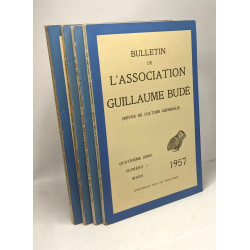 BULLETIN
DE
L'ASSOCIATION
GUILLAUME BUDÉ
(REVUE DE CULTURE GÉNÉRALE)
QUATRIÈME SÉRIE
NUMÉRO 1
MARS
1957